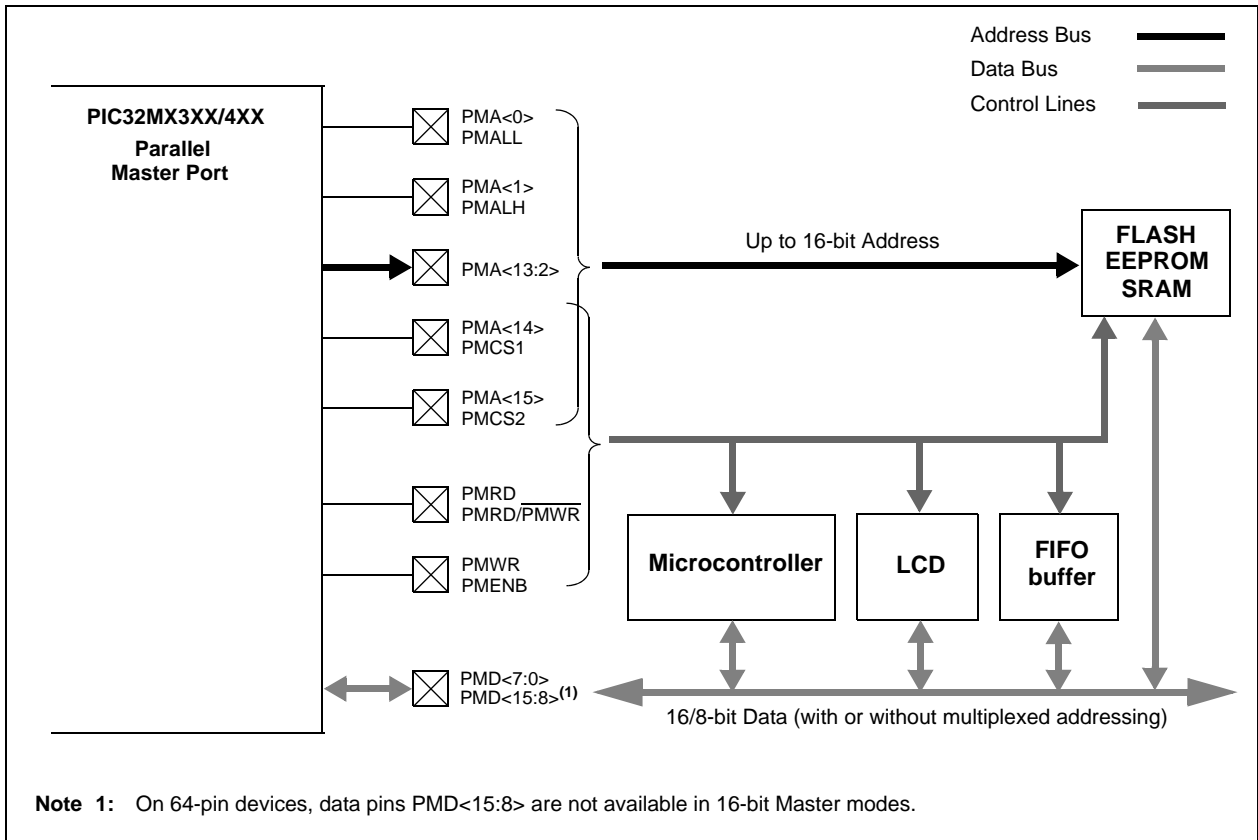 Address Bus
Data Bus
Control Lines
PIC32MX3XX/4XX
Parallel
Master Port
PMA<0>
PMALL
PMA<1>
PMALH
PMA<13:2>
PMA<14>
PMCS1
PMA<15>
PMCS2
PMRD
PMRD/PMWR
PMWR
PMENB
PMD<7:0>
PMD<15:8>(1)
Up to 16-bit Address
FLASH
EEPROM
SRAM
Microcontroller
LCD
FIFO
buffer
16/8-bit Data (with or without multiplexed addressing)
Note 1: On 64-pin devices, data pins PMD<15:8> are not available in 16-bit Master modes.